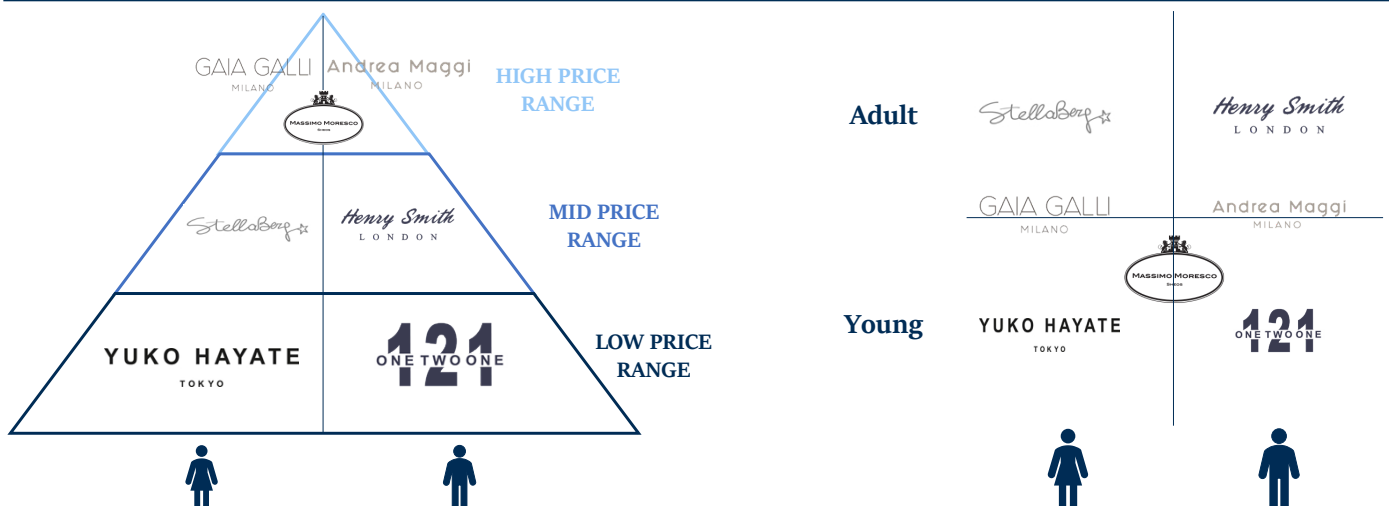 GAIA GALLI
MILANO
Andrea Maggi
MILANO
HIGH PRICE
RANGE
MASSIMO MORESCO
SHOES
StellaBerg
Henry Smith
LONDON
MID PRICE
RANGE
YUKO HAYATE
TOKYO
121
ONE TWO ONE
LOW PRICE
RANGE
Adult
StellaBerg
Henry Smith
LONDON
GAIA GALLI
MILANO
Andrea Maggi
MILANO
MASSIMO MORESCO
SHOES
Young
YUKO HAYATE
TOKYO
121
ONE TWO ONE